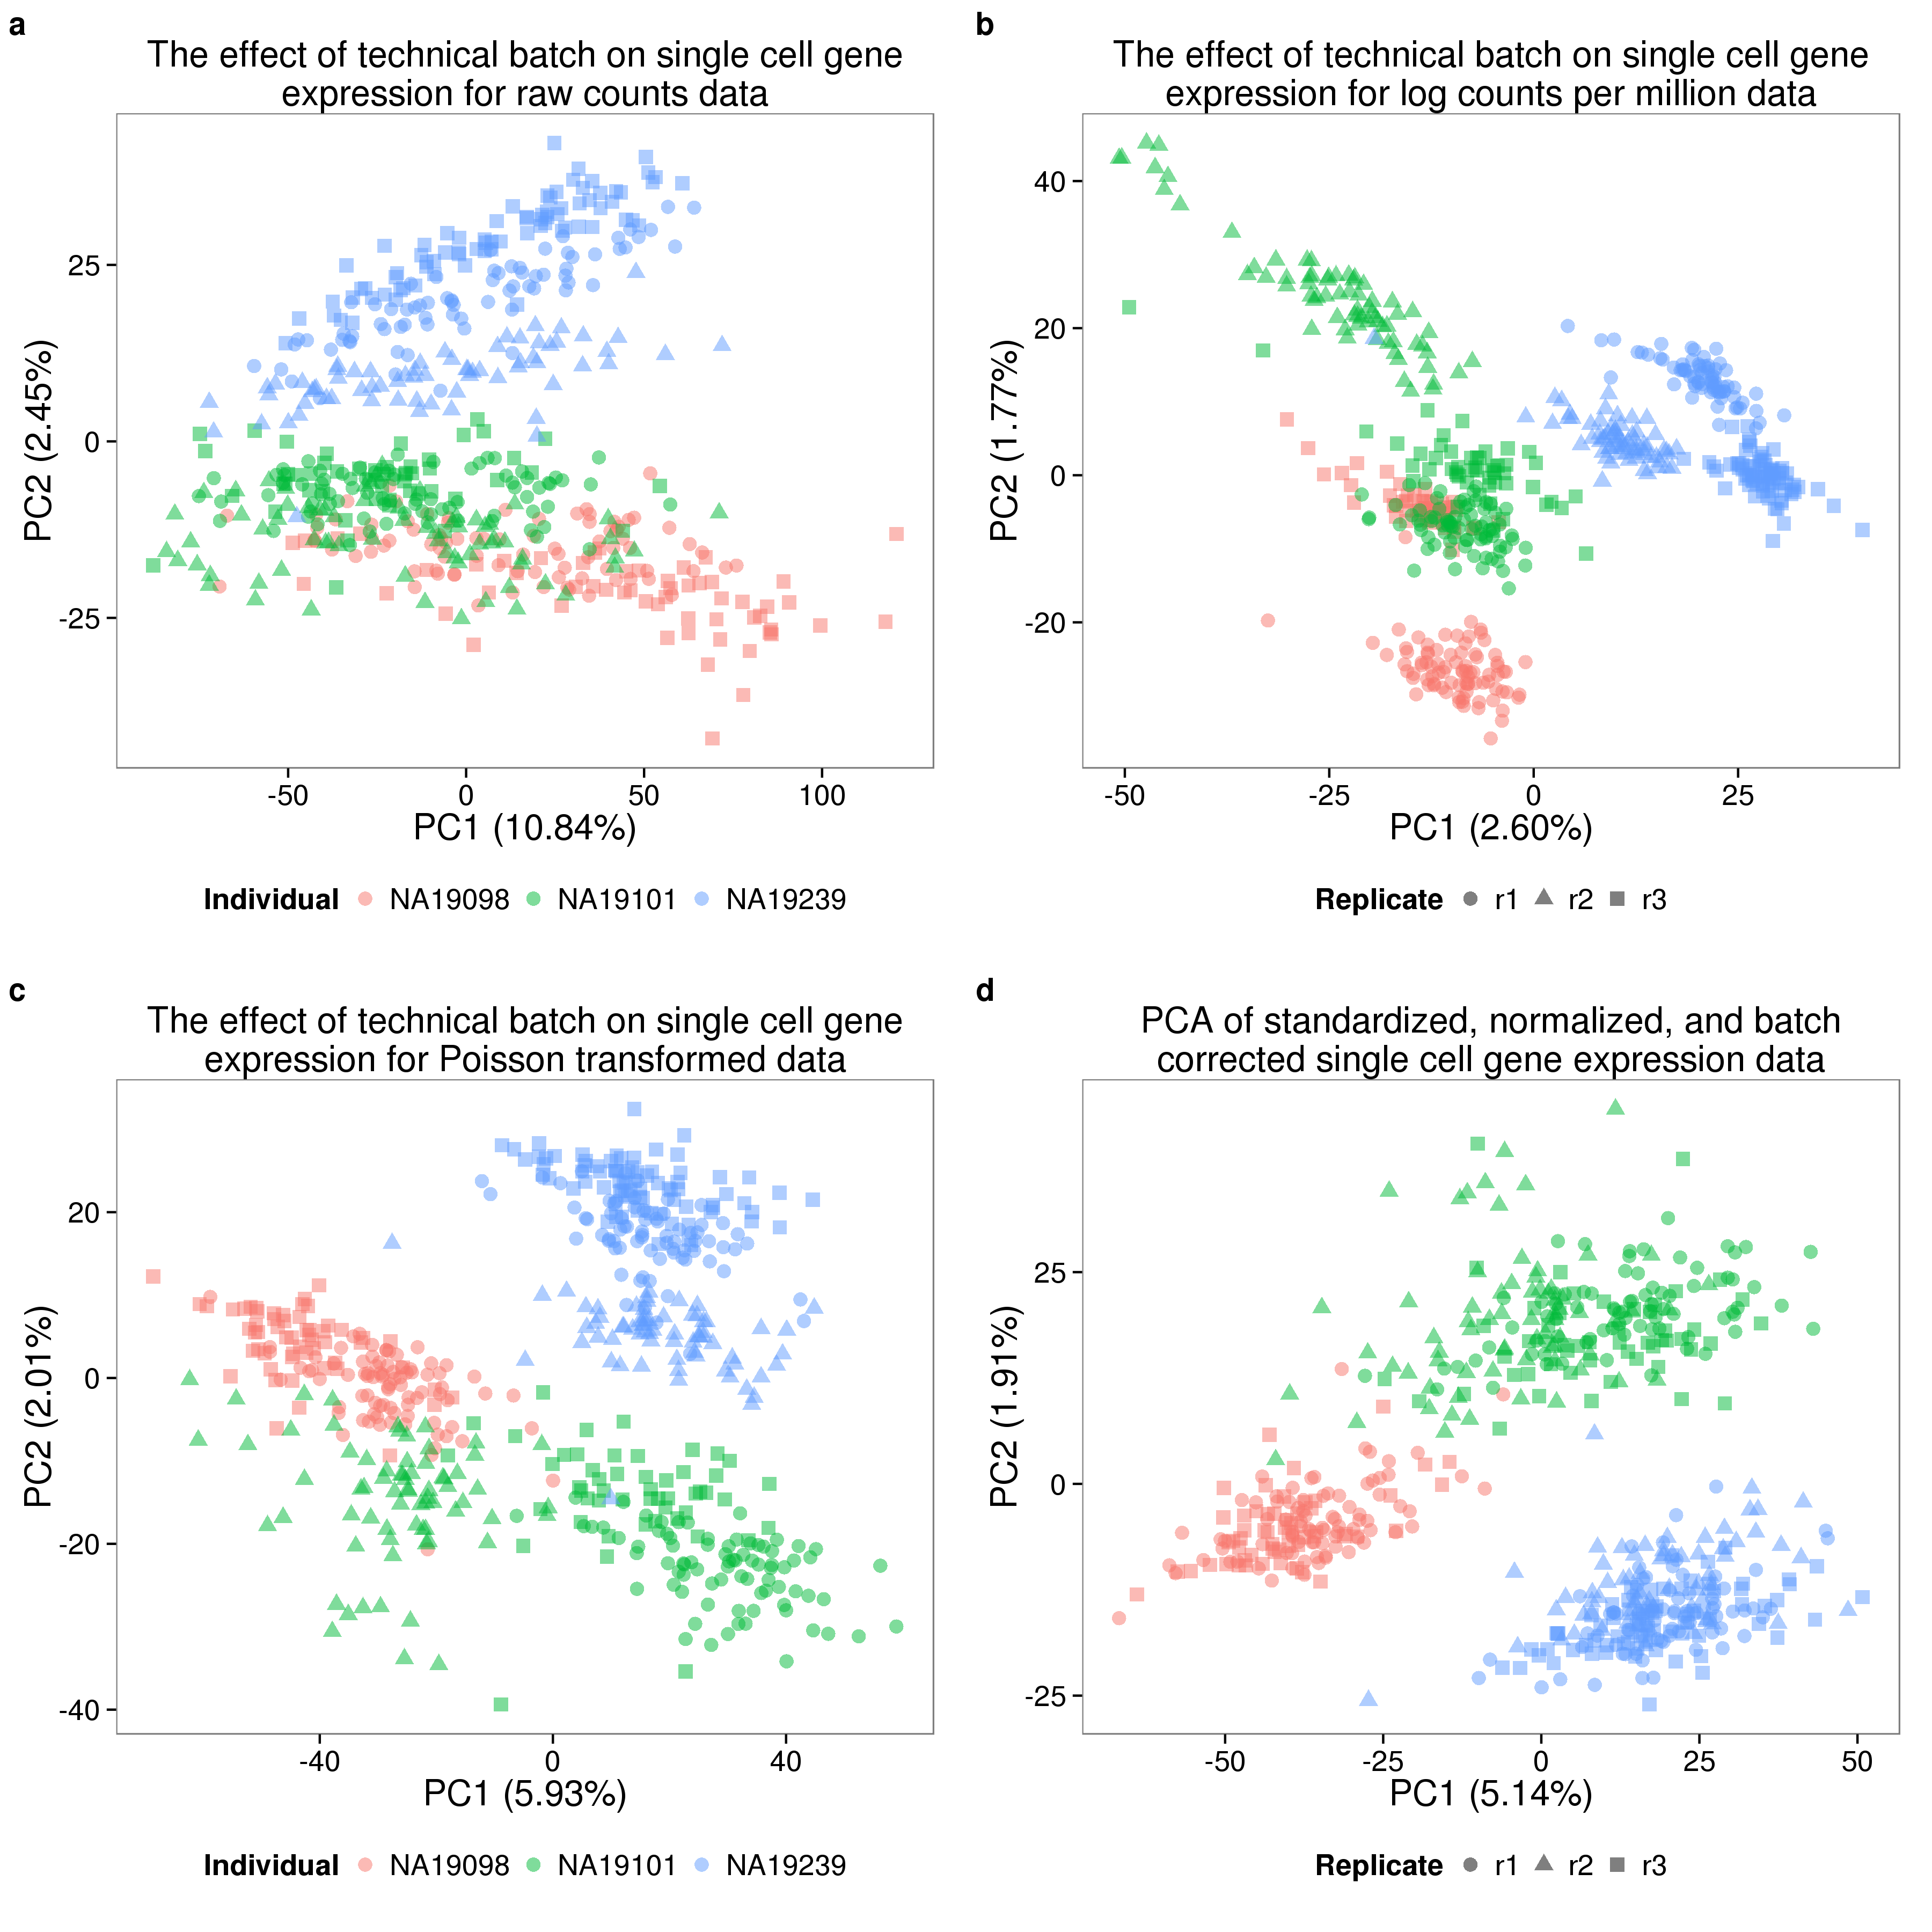 a
The effect of technical batch on single cell gene
expression for raw counts data
PC2 (2.45%)
25
0
-25
-50 0 50 100
PC1 (10.84%)
Individual NA19098 NA19101 NA19239
b
The effect of technical batch on single cell gene
expression for log counts per million data
PC2 (1.77%)
40
20
0
-20
-50 -25 0 25
PC1 (2.60%)
Replicate r1 r2 r3
c
The effect of technical batch on single cell gene
expression for Poisson transformed data
PC2 (2.01%)
20
0
-20
-40
-40 0 40
PC1 (5.93%)
Individual NA19098 NA19101 NA19239
d
PCA of standardized, normalized, and batch
corrected single cell gene expression data
PC2 (1.91%)
25
0
-25
-50 -25 0 25 50
PC1 (5.14%)
Replicate r1 r2 r3